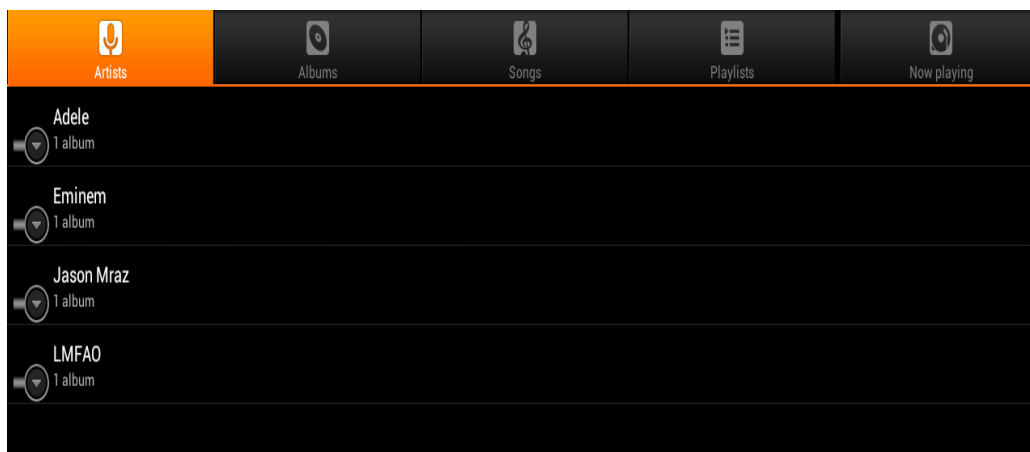 Artists
Albums
Songs
Playlists
Now playing
Adele
1 album
Eminem
1 album
Jason Mraz
1 album
LMFAO
1 album